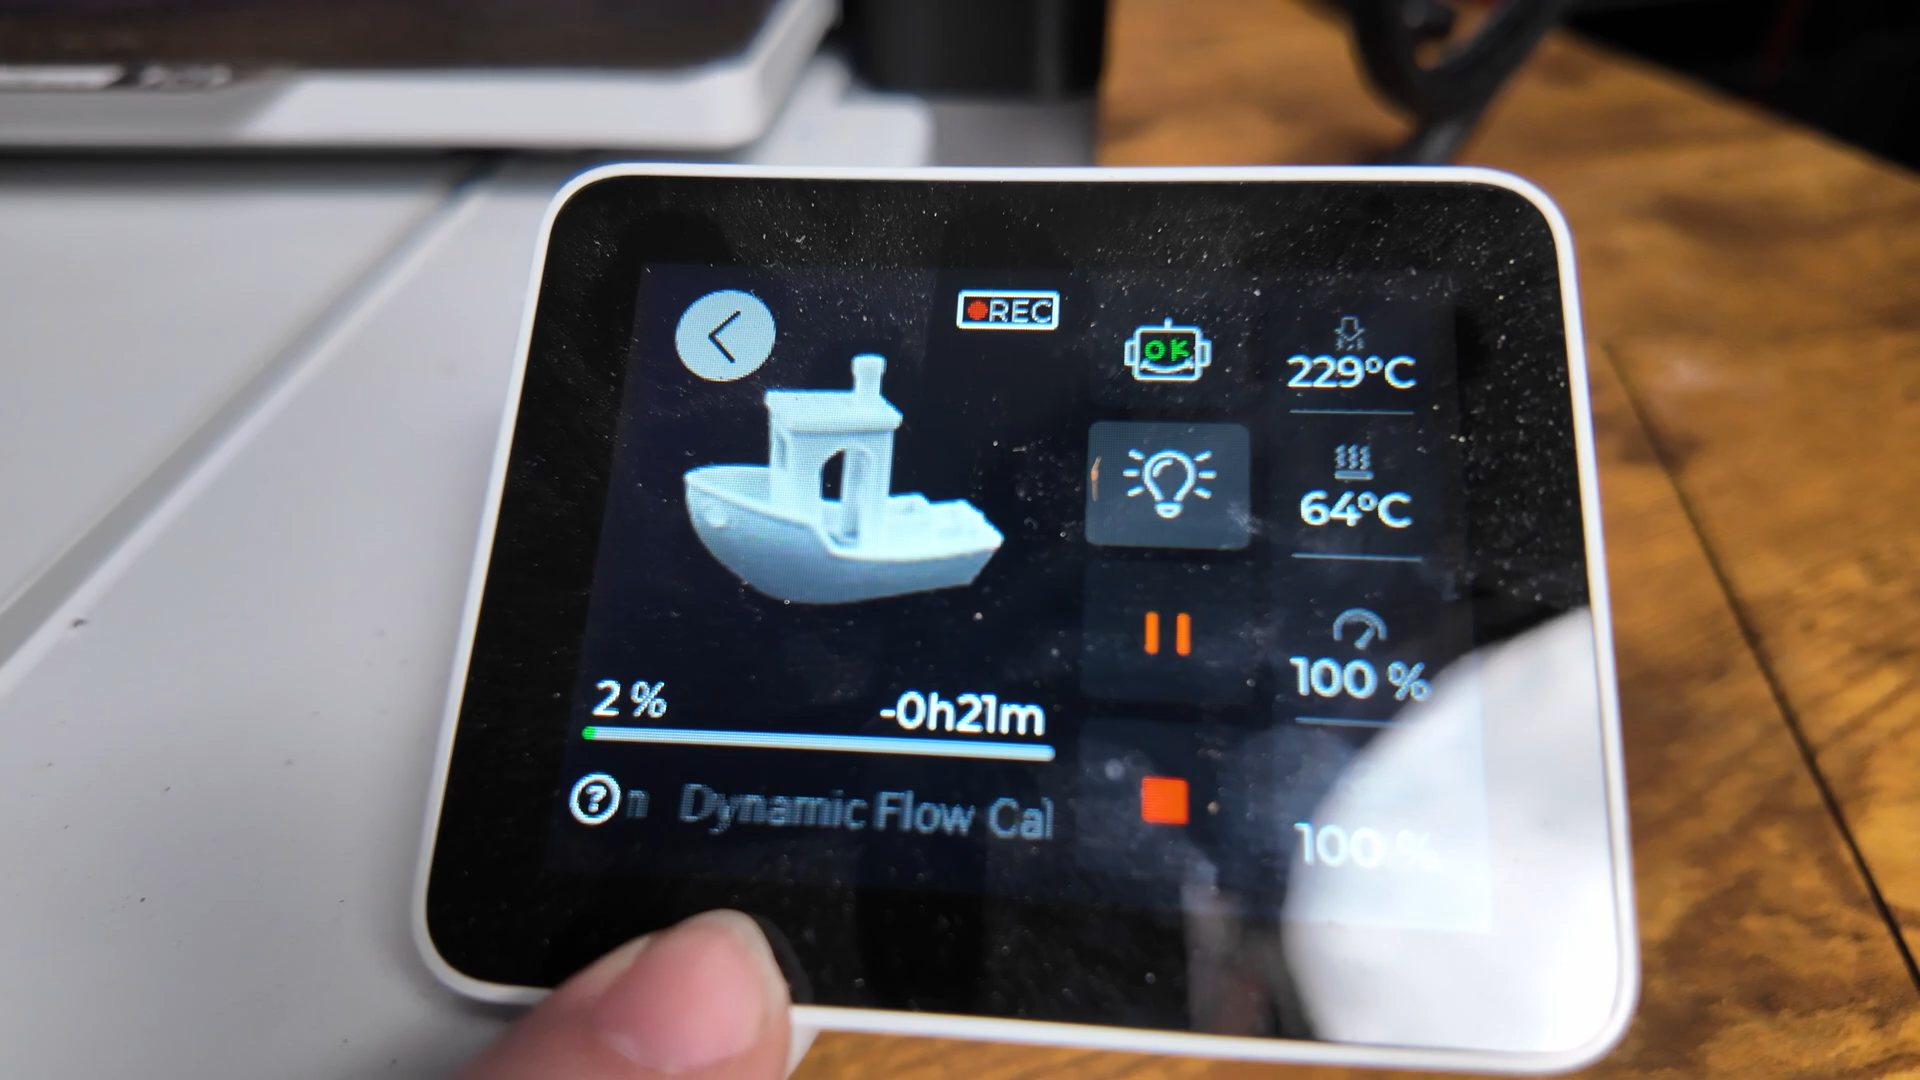 REC
OK
229°C
64°C
100 %
2 %
-0h21m
? n Dynamic Flow Cal
100 %